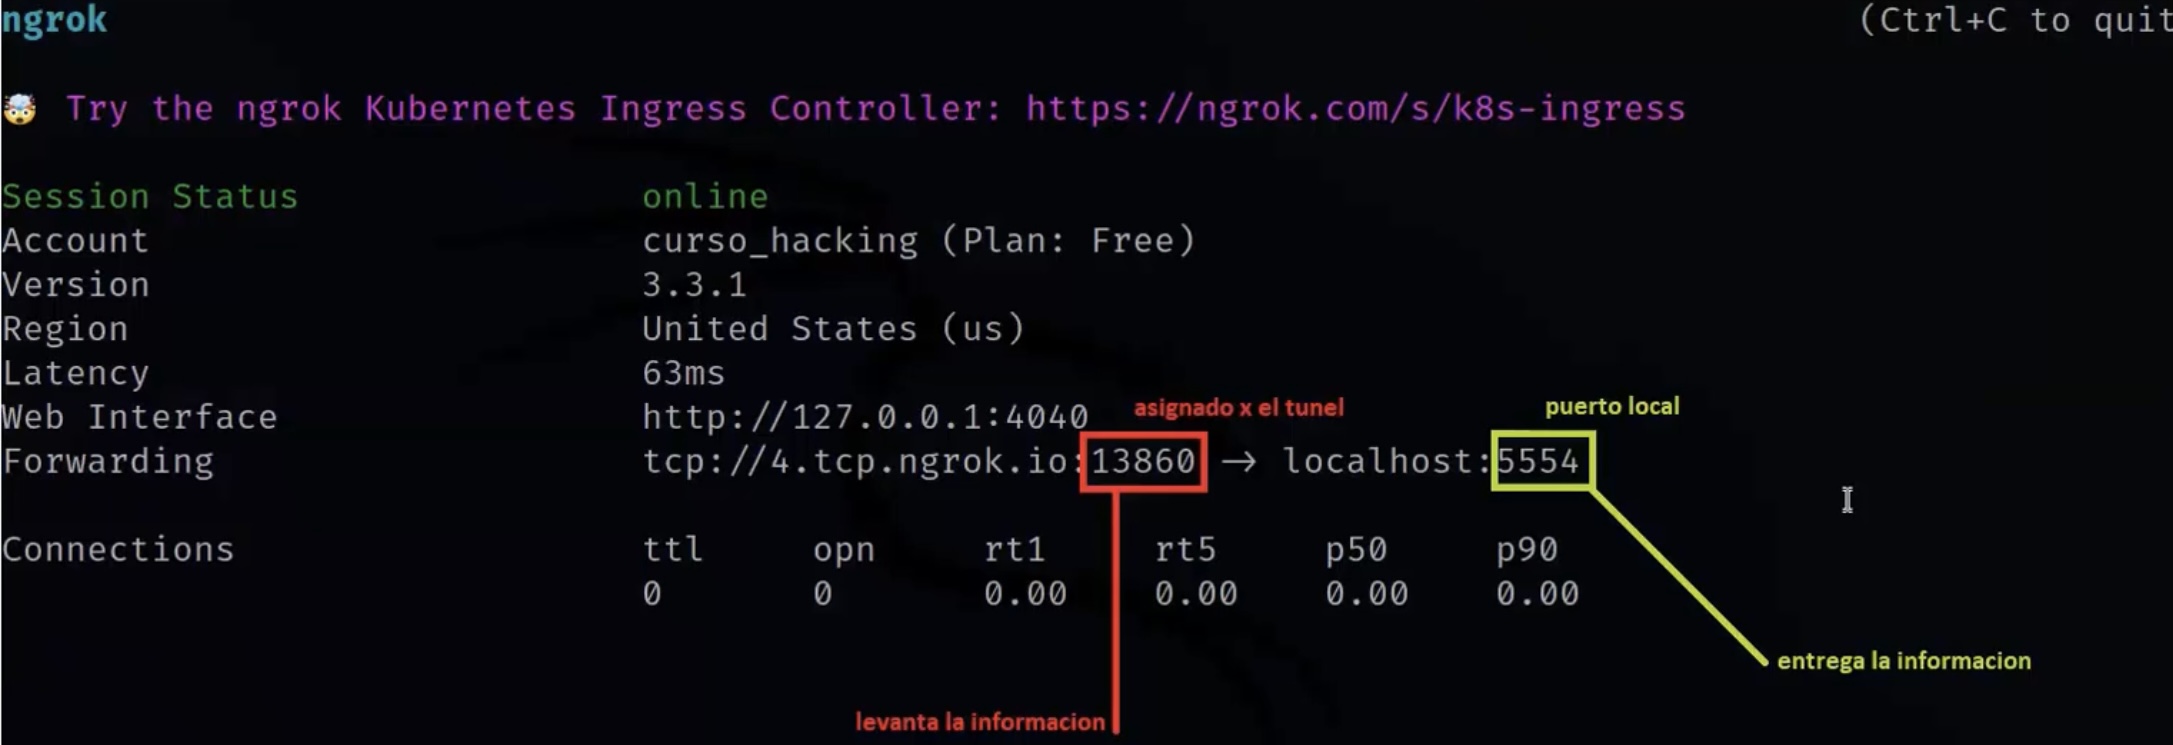 ngrok (Ctrl+C to quit
🤯 Try the ngrok Kubernetes Ingress Controller: https://ngrok.com/s/k8s-ingress
Session Status online
Account curso_hacking (Plan: Free)
Version 3.3.1
Region United States (us)
Latency 63ms
Web Interface http://127.0.0.1:4040
asignado x el tunel
puerto local
Forwarding tcp://4.tcp.ngrok.io:13860 → localhost:5554
Connections ttl opn rt1 rt5 p50 p90
0 0 0.00 0.00 0.00 0.00
entrega la informacion
levanta la informacion